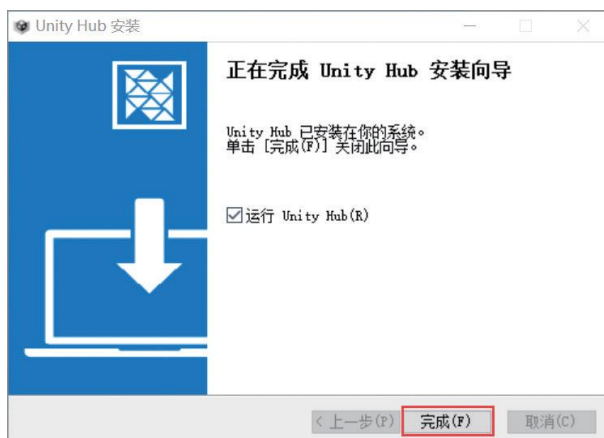 Unity Hub 安装
正在完成 Unity Hub 安装向导
Unity Hub 已安装在你的系统。
单击 [完成(F)] 关闭此向导。
运行 Unity Hub(R)
< 上一步(P) 完成(F) 取消(C)